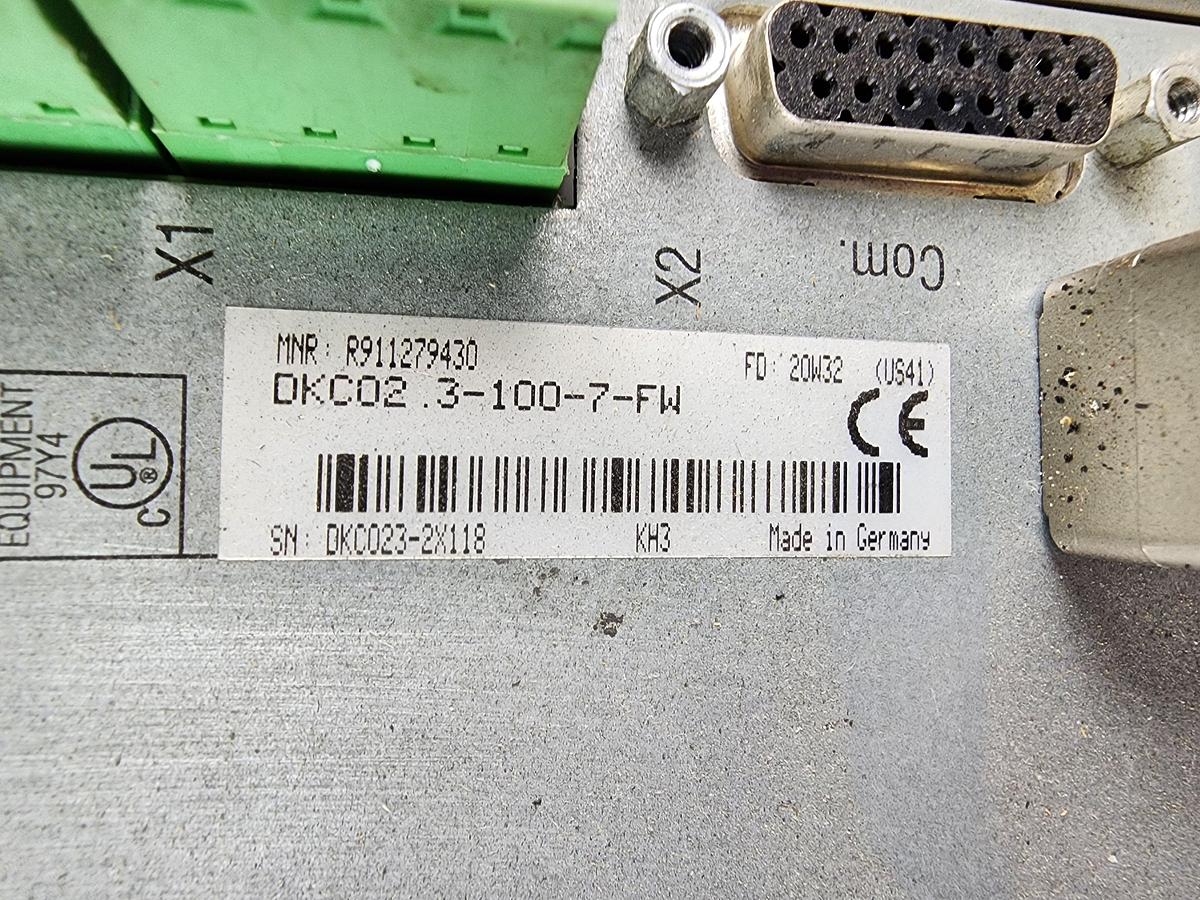 X1
X2
Com.
MNR: R911279430
FD: 20W32 (US41)
DKC02.3-100-7-FW
CE
SN: DKC023-2X118
KH3
Made in Germany
EQUIPMENT
97Y4
C UL ®